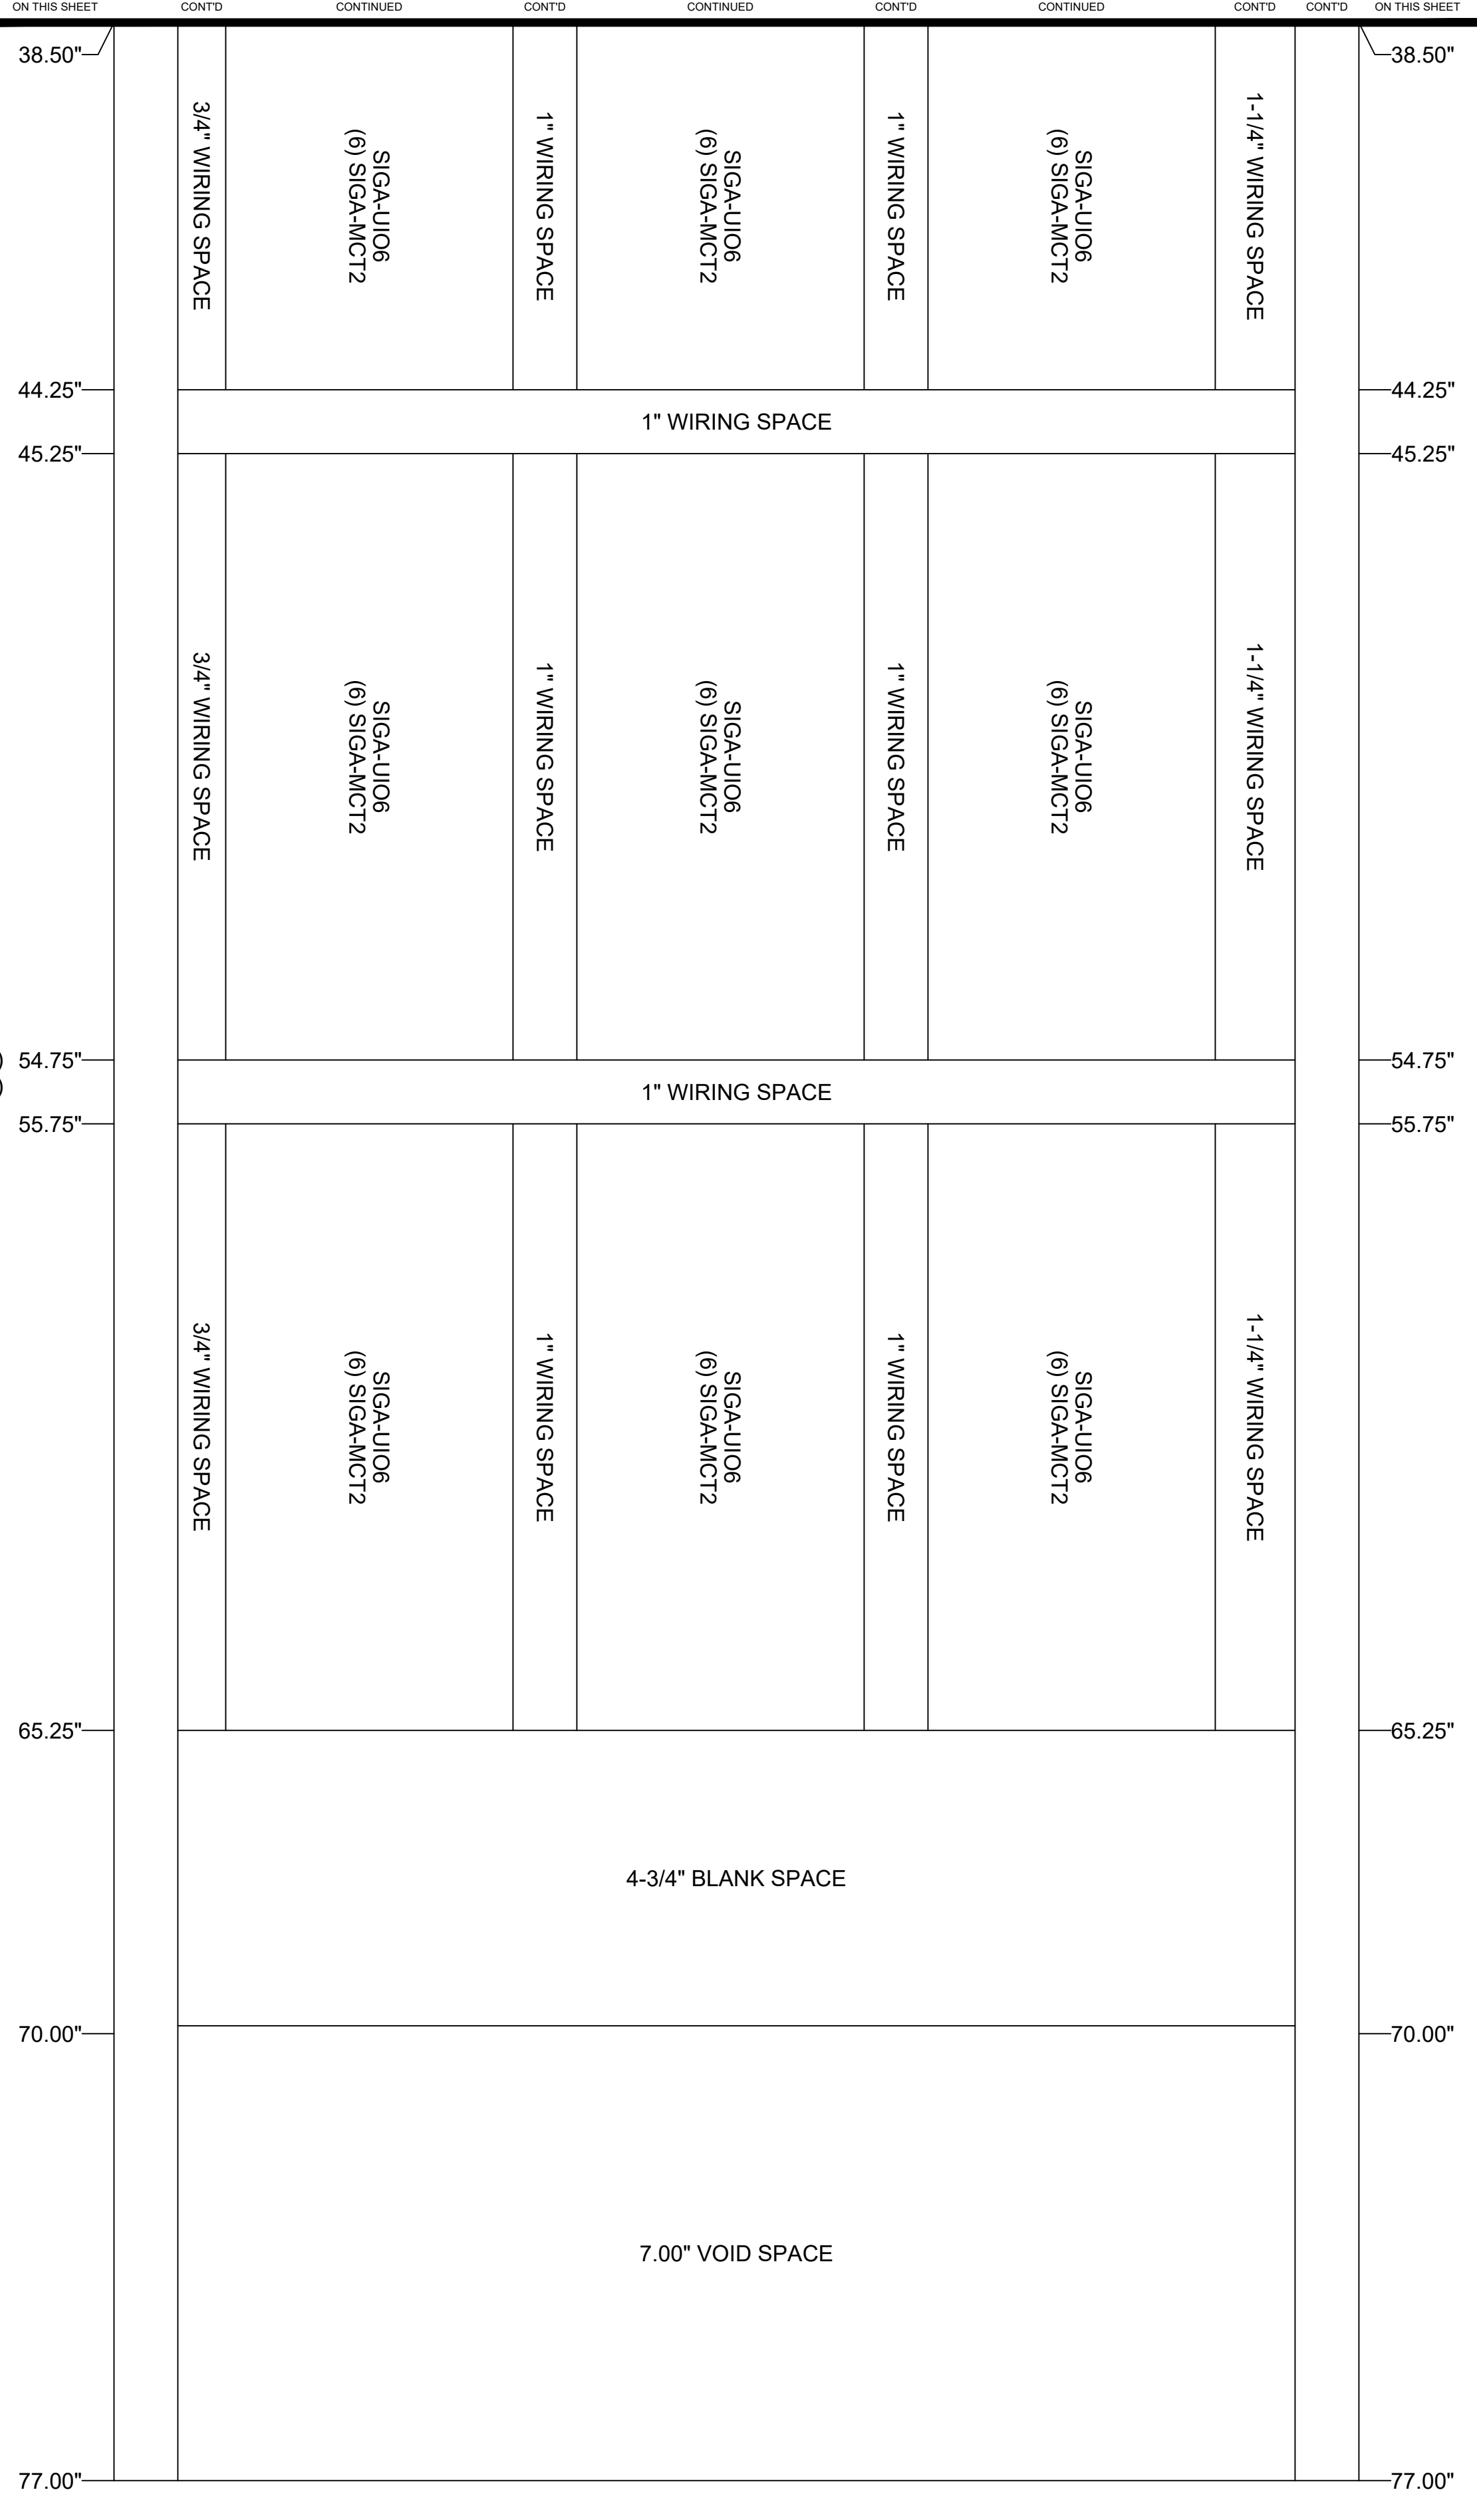 ON THIS SHEET
CONT'D
CONTINUED
CONT'D
CONTINUED
CONT'D
CONTINUED
CONT'D
CONT'D
ON THIS SHEET
38.50"
38.50"
3/4" WIRING SPACE
SIGA-UIO6
(6) SIGA-MCT2
1" WIRING SPACE
SIGA-UIO6
(6) SIGA-MCT2
1" WIRING SPACE
SIGA-UIO6
(6) SIGA-MCT2
1-1/4" WIRING SPACE
44.25"
44.25"
1" WIRING SPACE
45.25"
45.25"
3/4" WIRING SPACE
SIGA-UIO6
(6) SIGA-MCT2
1" WIRING SPACE
SIGA-UIO6
(6) SIGA-MCT2
1" WIRING SPACE
SIGA-UIO6
(6) SIGA-MCT2
1-1/4" WIRING SPACE
) 54.75"
54.75"
)
1" WIRING SPACE
55.75"
55.75"
3/4" WIRING SPACE
SIGA-UIO6
(6) SIGA-MCT2
1" WIRING SPACE
SIGA-UIO6
(6) SIGA-MCT2
1" WIRING SPACE
SIGA-UIO6
(6) SIGA-MCT2
1-1/4" WIRING SPACE
65.25"
65.25"
4-3/4" BLANK SPACE
70.00"
70.00"
7.00" VOID SPACE
77.00"
77.00"